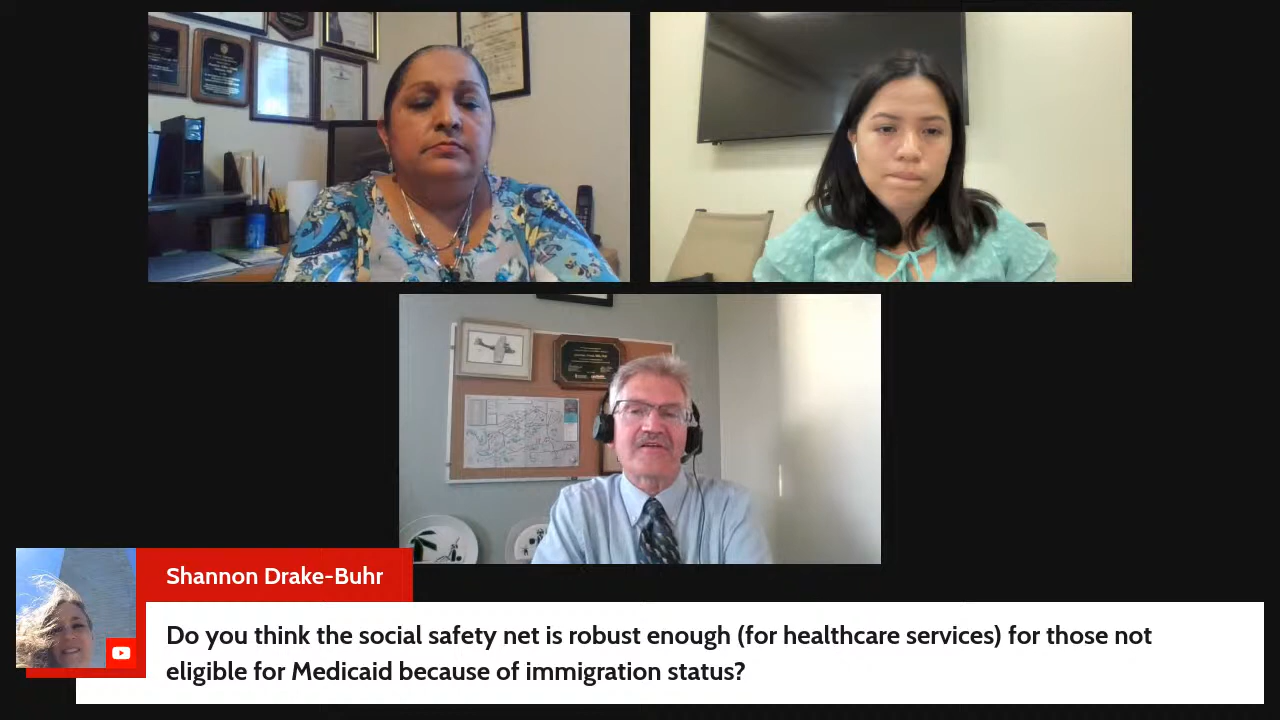 Shannon Drake-Buhr
Do you think the social safety net is robust enough (for healthcare services) for those not
eligible for Medicaid because of immigration status?